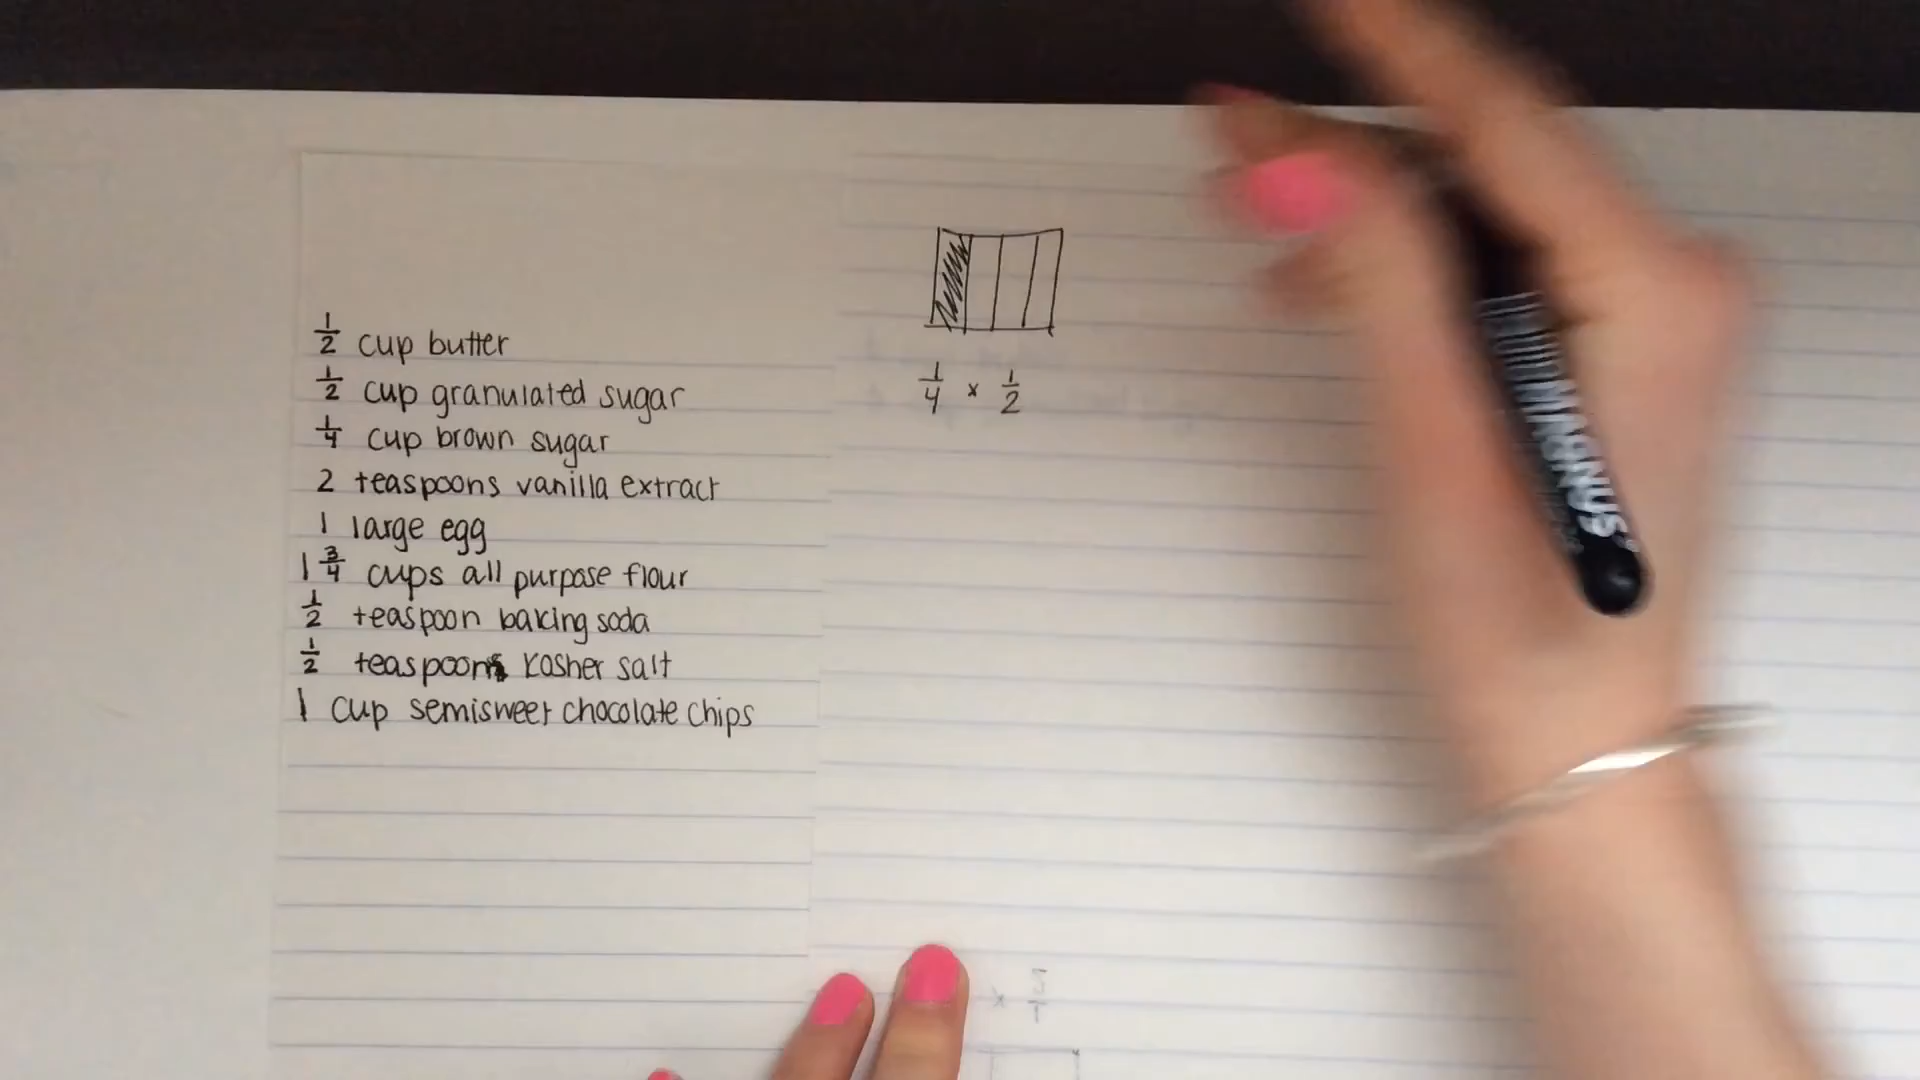 1/2 cup butter
1/2 cup granulated sugar
1/4 cup brown sugar
2 teaspoons vanilla extract
1 large egg
1 3/4 cups all purpose flour
1/2 teaspoon baking soda
1/2 teaspoon kosher salt
1 cup semisweet chocolate chips
1/4 × 1/2
MAGNUM